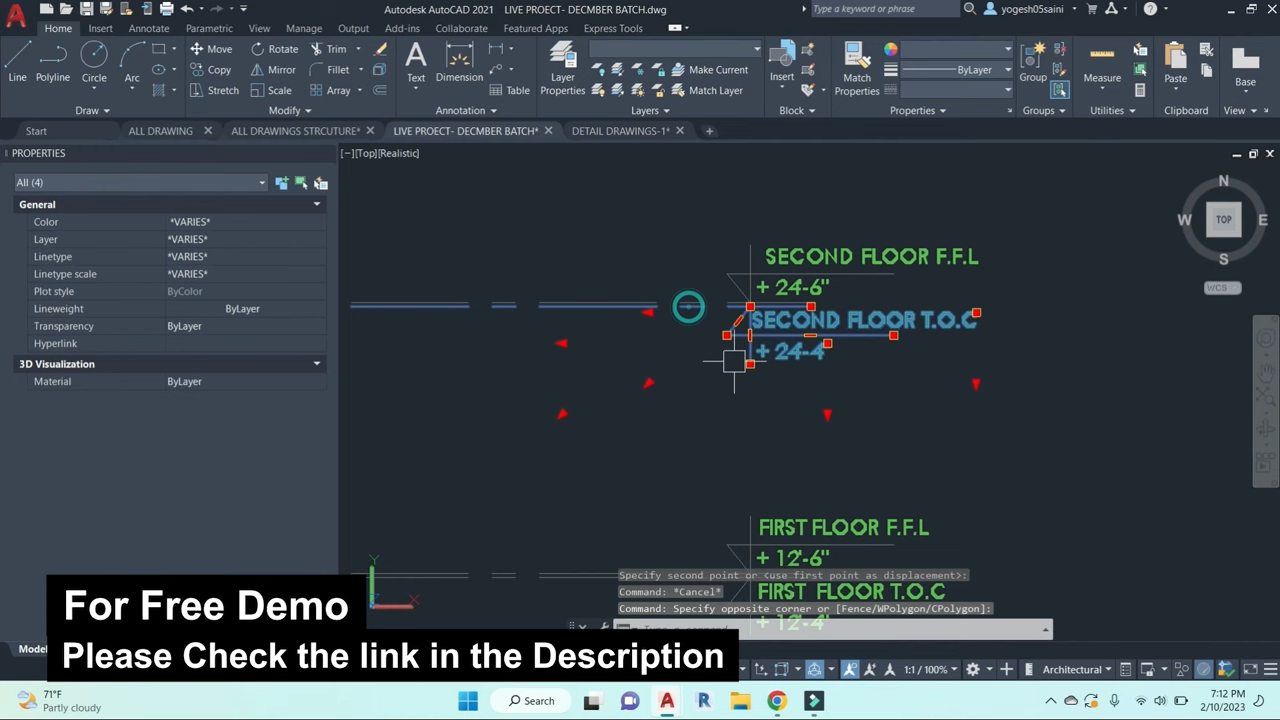 Autodesk AutoCAD 2021 LIVE PROJECT- DECMBER BATCH.dwg
Type a keyword or phrase
yogesh05saini
Home Insert Annotate Parametric View Manage Output Add-ins Collaborate Featured Apps Express Tools
Line Polyline Circle Arc
Move Rotate Trim
Copy Mirror Fillet
Stretch Scale Array
Text Dimension Table
Layer Properties
Make Current
Match Layer
Insert
Match Properties
ByLayer
Group
Measure
Paste
Base
Draw Modify Annotation Layers Block Properties Groups Utilities Clipboard View
Start ALL DRAWING ALL DRAWINGS STRCUTURE* LIVE PROECT- DECMBER BATCH* DETAIL DRAWINGS-1*
PROPERTIES
[−][Top][Realistic]
All (4)
General
Color *VARIES*
Layer *VARIES*
Linetype *VARIES*
Linetype scale *VARIES*
Plot style ByColor
Lineweight ByLayer
Transparency ByLayer
Hyperlink
3D Visualization
Material ByLayer
N
W TOP E
S
WCS
SECOND FLOOR F.F.L
+ 24-6"
SECOND FLOOR T.O.C
+ 24-4
FIRST FLOOR F.F.L
+ 12'-6"
FIRST FLOOR T.O.C
+ 12'-4"
Y
X
Specify second point or <use first point as displacement>:
Command: *Cancel*
Command: Specify opposite corner or [Fence/WPolygon/CPolygon]:
Type a command
For Free Demo
Please Check the link in the Description
Model
1:1 / 100%
Architectural
71°F
Partly cloudy
Search
7:12 PM
2/10/2023